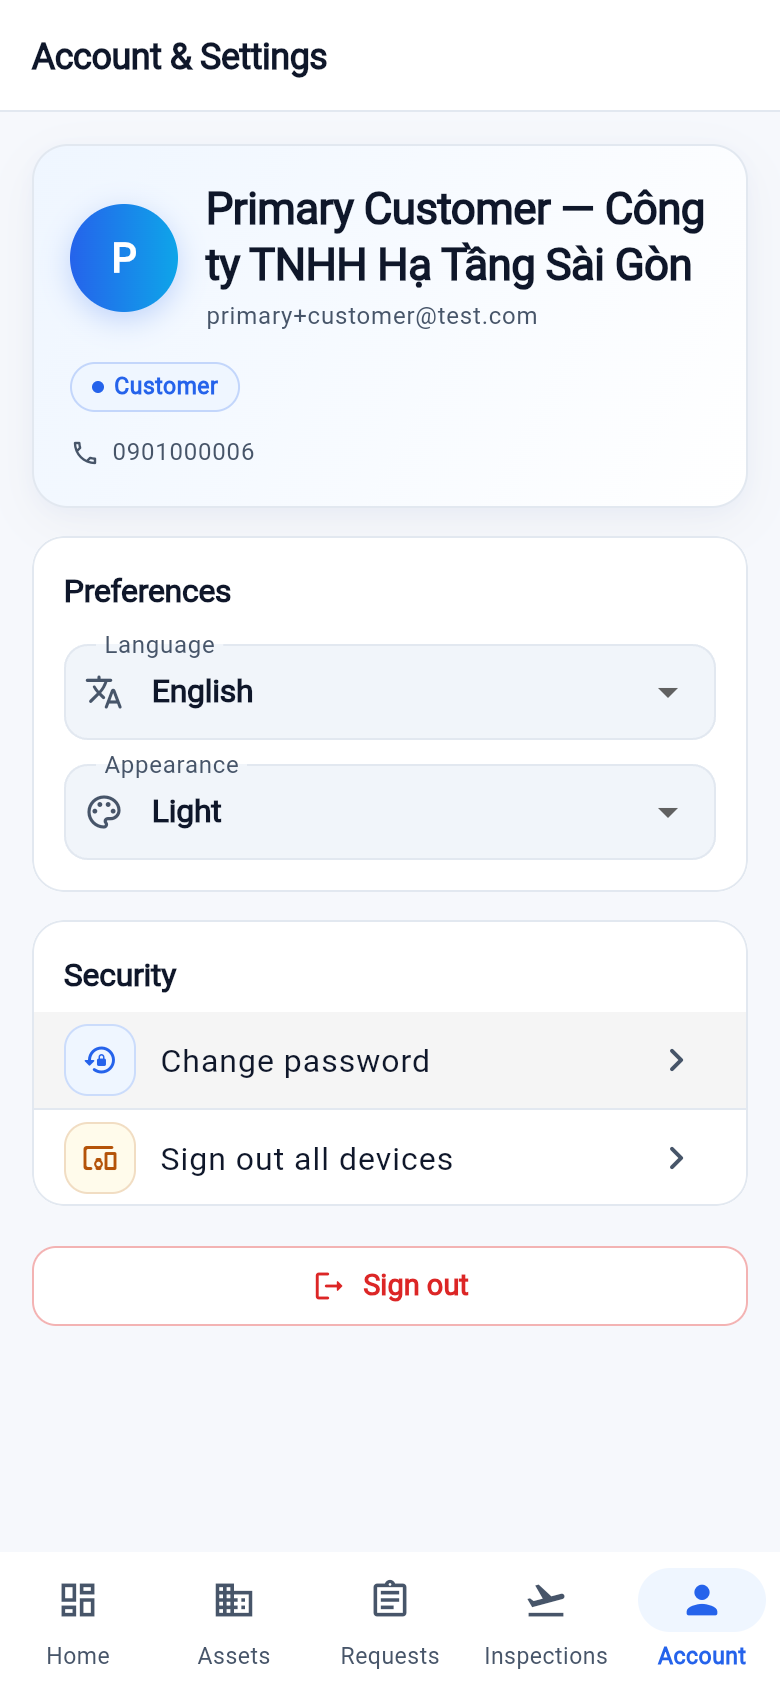 Account & Settings
P
Primary Customer — Công
ty TNHH Hạ Tầng Sài Gòn
primary+customer@test.com
Customer
0901000006
Preferences
Language
English
Appearance
Light
Security
Change password
Sign out all devices
Sign out
Home
Assets
Requests
Inspections
Account